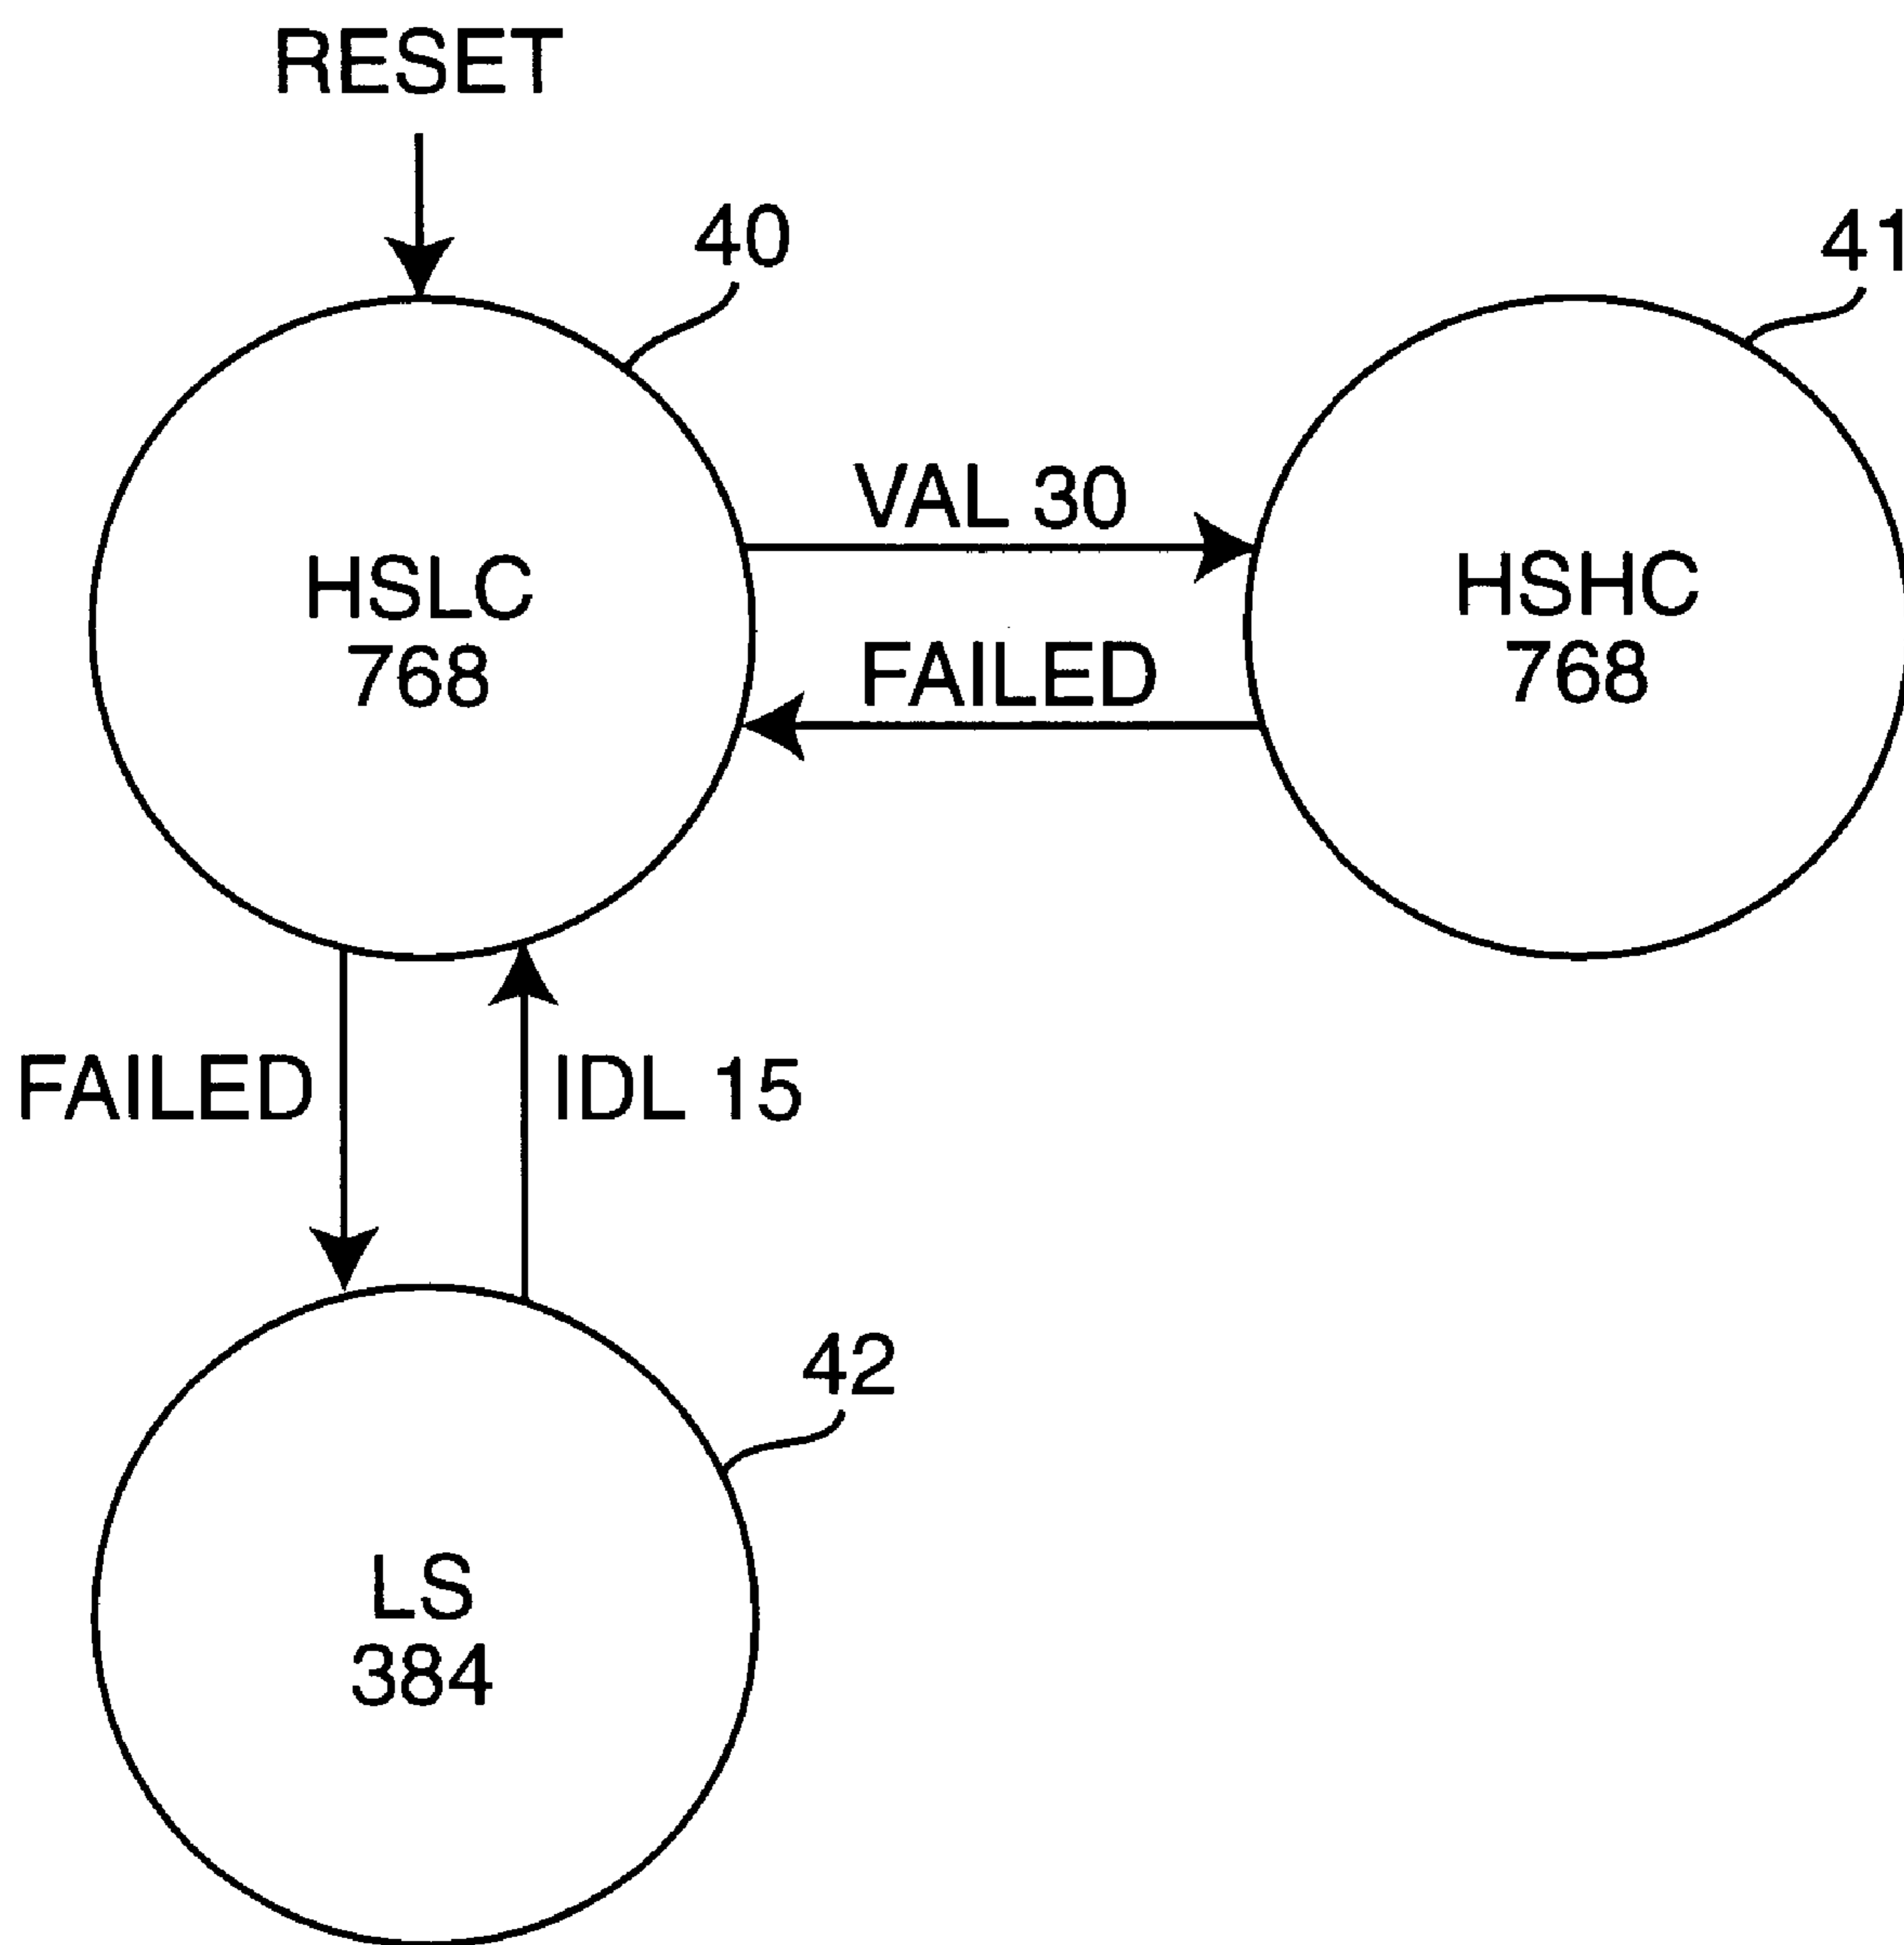 RESET
40
41
VAL 30
HSLC
768
HSHC
768
FAILED
FAILED
IDL 15
42
LS
384